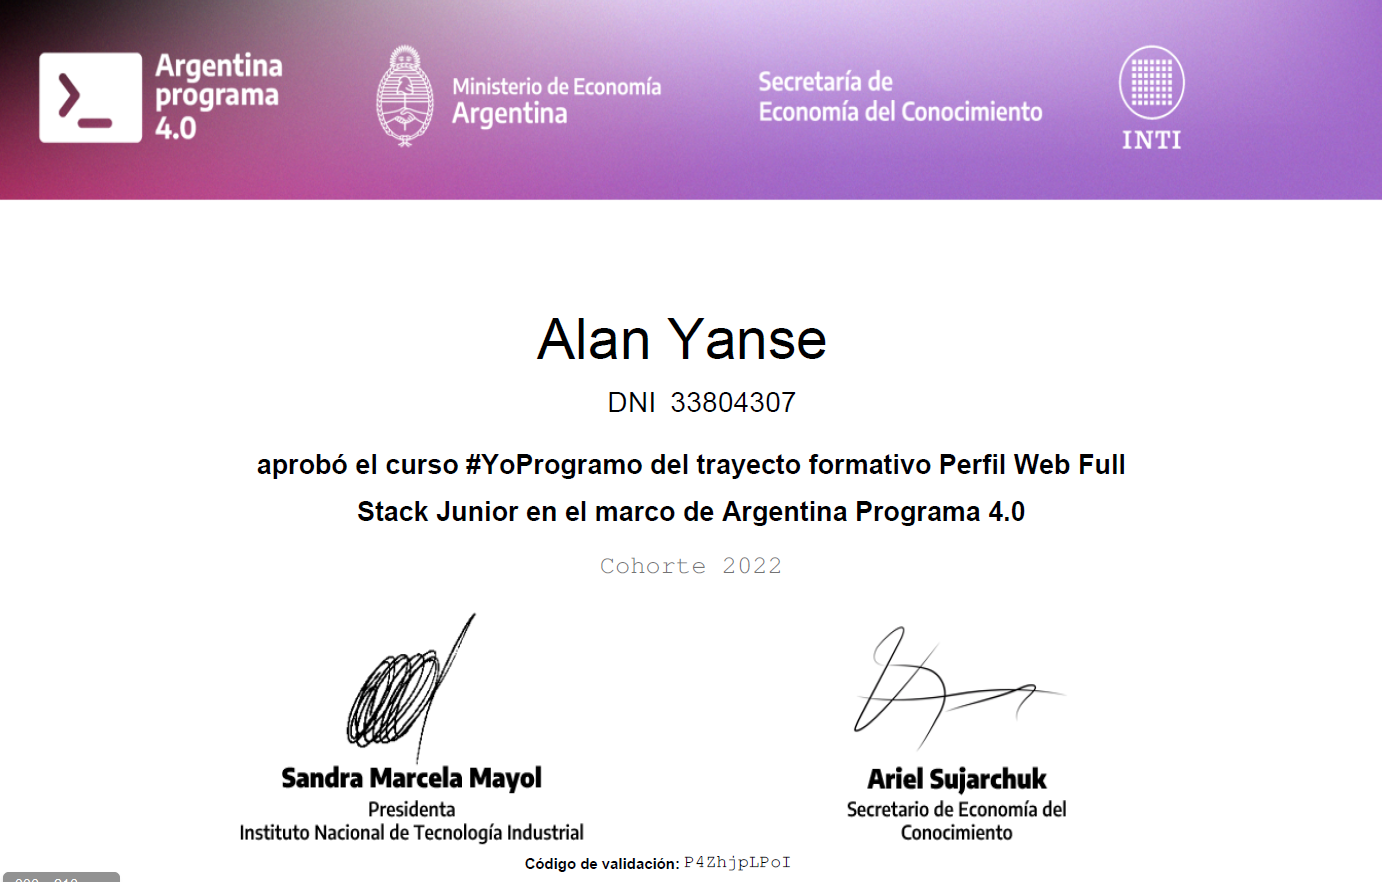 Argentina
programa
4.0
Ministerio de Economía
Argentina
Secretaría de
Economía del Conocimiento
INTI
Alan Yanse
DNI 33804307
aprobó el curso #YoProgramo del trayecto formativo Perfil Web Full
Stack Junior en el marco de Argentina Programa 4.0
Cohorte 2022
Sandra Marcela Mayol
Presidenta
Instituto Nacional de Tecnología Industrial
Ariel Sujarchuk
Secretario de Economía del
Conocimiento
Código de validación: P4ZhjpLPoI